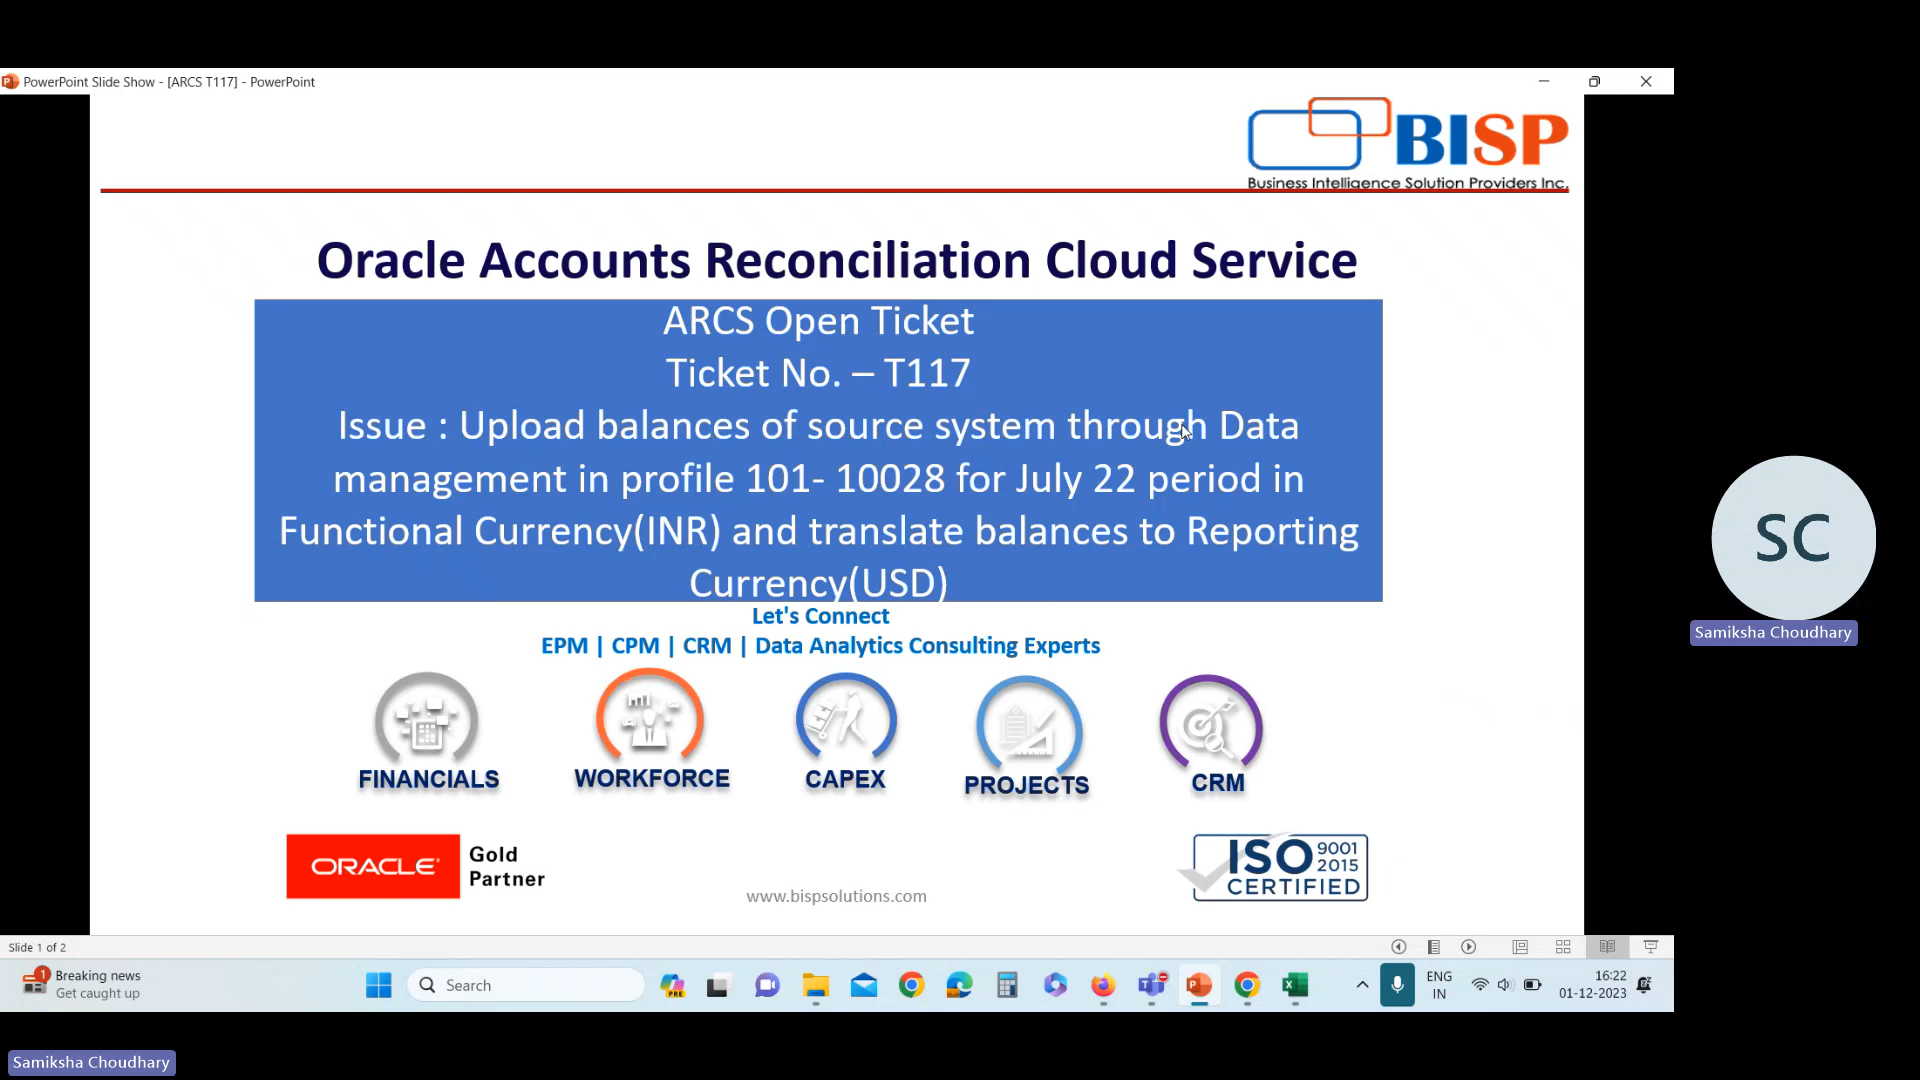 PowerPoint Slide Show - [ARCS T117] - PowerPoint
BISP
Business Intelligence Solution Providers Inc.
Oracle Accounts Reconciliation Cloud Service
ARCS Open Ticket
Ticket No. – T117
Issue : Upload balances of source system through Data
management in profile 101- 10028 for July 22 period in
Functional Currency(INR) and translate balances to Reporting
Currency(USD)
Let's Connect
EPM | CPM | CRM | Data Analytics Consulting Experts
FINANCIALS
WORKFORCE
CAPEX
PROJECTS
CRM
ORACLE
Gold
Partner
www.bispsolutions.com
ISO 9001
2015
CERTIFIED
SC
Samiksha Choudhary
Slide 1 of 2
1
Breaking news
Get caught up
Search
PRE
ENG
IN
16:22
01-12-2023
Samiksha Choudhary